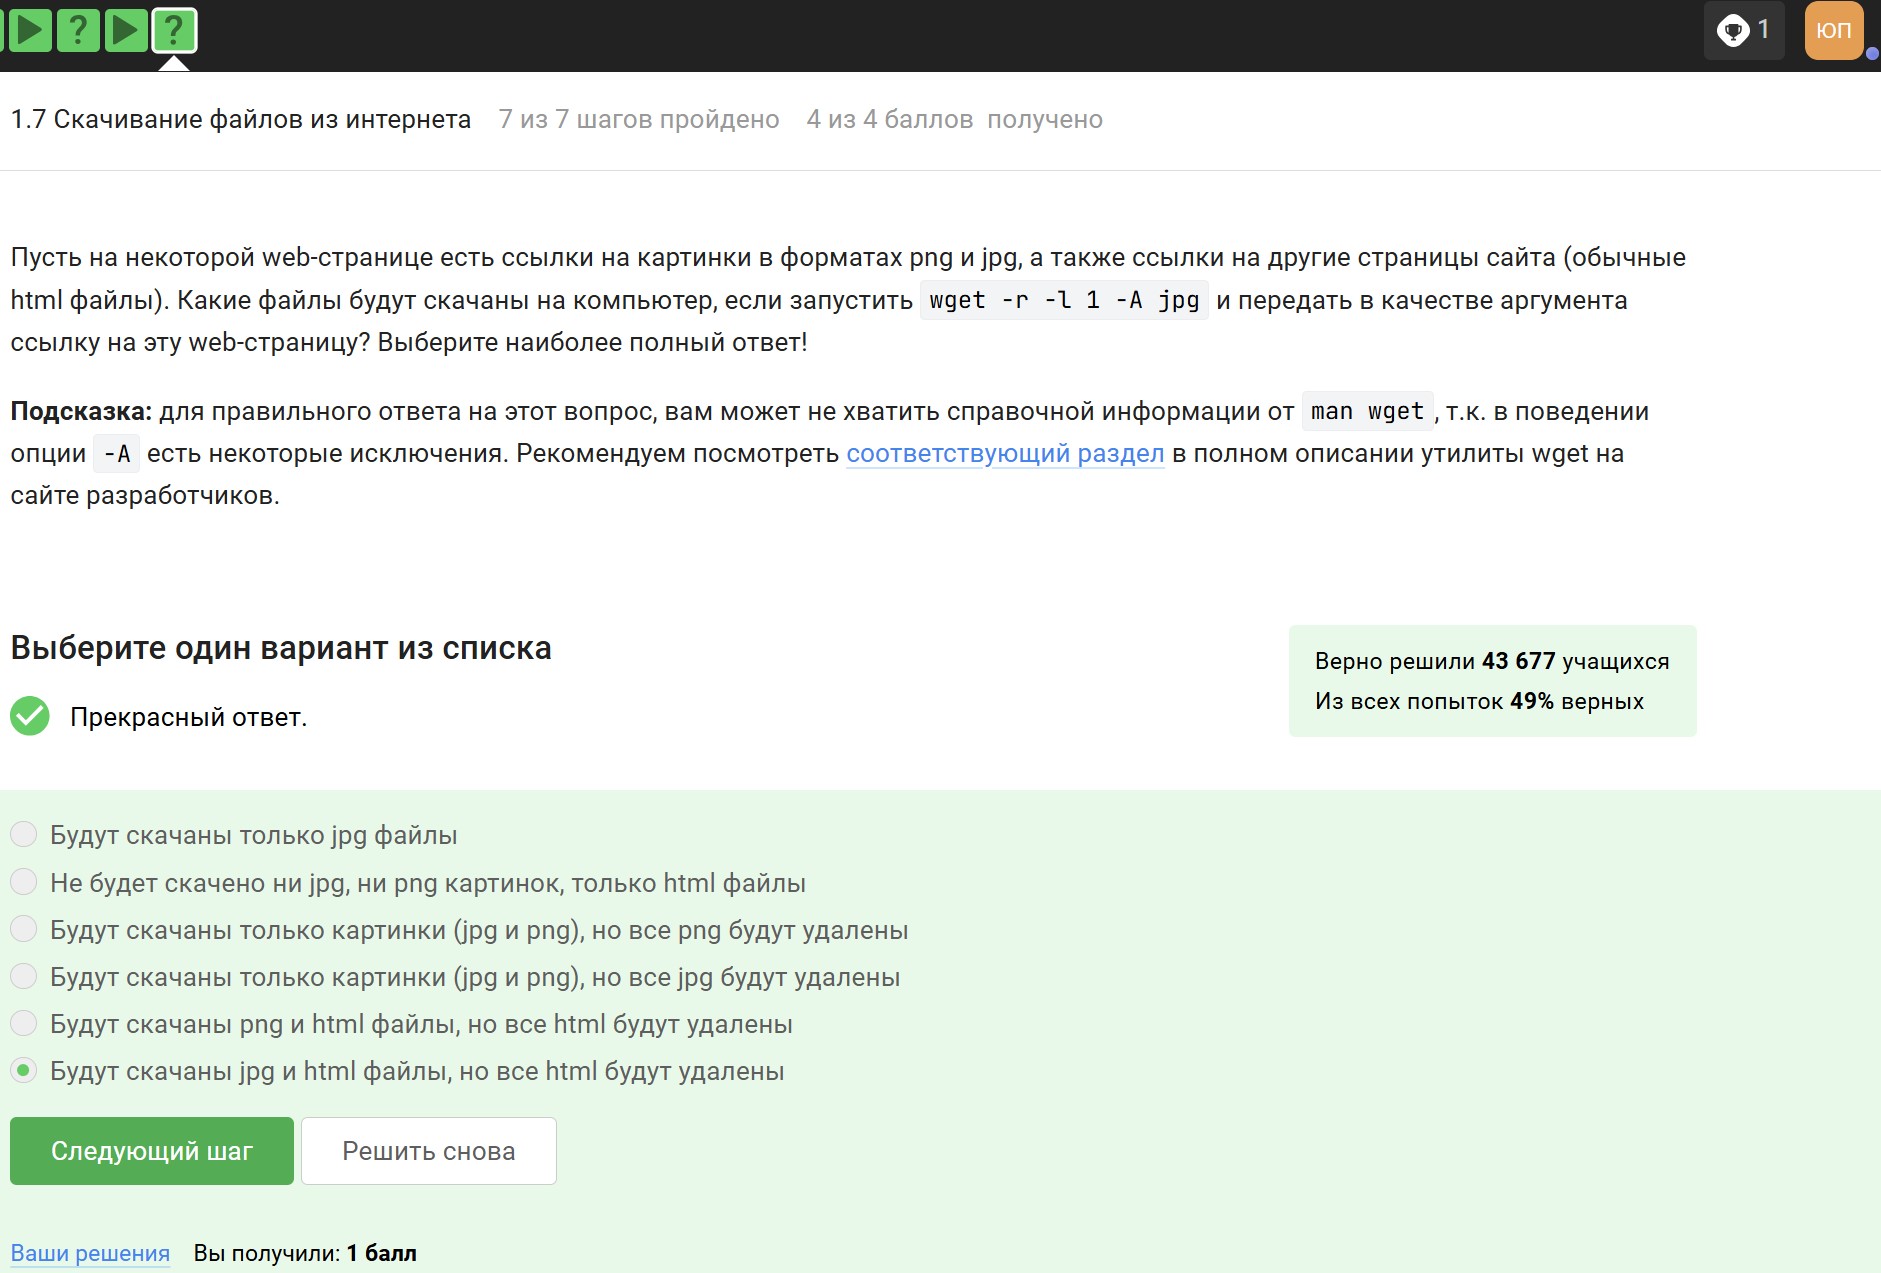 ? ?
1
ЮП
1.7 Скачивание файлов из интернета 7 из 7 шагов пройдено 4 из 4 баллов получено
Пусть на некоторой web-странице есть ссылки на картинки в форматах png и jpg, а также ссылки на другие страницы сайта (обычные
html файлы). Какие файлы будут скачаны на компьютер, если запустить wget -r -l 1 -A jpg и передать в качестве аргумента
ссылку на эту web-страницу? Выберите наиболее полный ответ!
Подсказка: для правильного ответа на этот вопрос, вам может не хватить справочной информации от man wget, т.к. в поведении
опции -A есть некоторые исключения. Рекомендуем посмотреть соответствующий раздел в полном описании утилиты wget на
сайте разработчиков.
Выберите один вариант из списка
Прекрасный ответ.
Верно решили 43 677 учащихся
Из всех попыток 49% верных
Будут скачаны только jpg файлы
Не будет скачено ни jpg, ни png картинок, только html файлы
Будут скачаны только картинки (jpg и png), но все png будут удалены
Будут скачаны только картинки (jpg и png), но все jpg будут удалены
Будут скачаны png и html файлы, но все html будут удалены
Будут скачаны jpg и html файлы, но все html будут удалены
Следующий шаг Решить снова
Ваши решения Вы получили: 1 балл